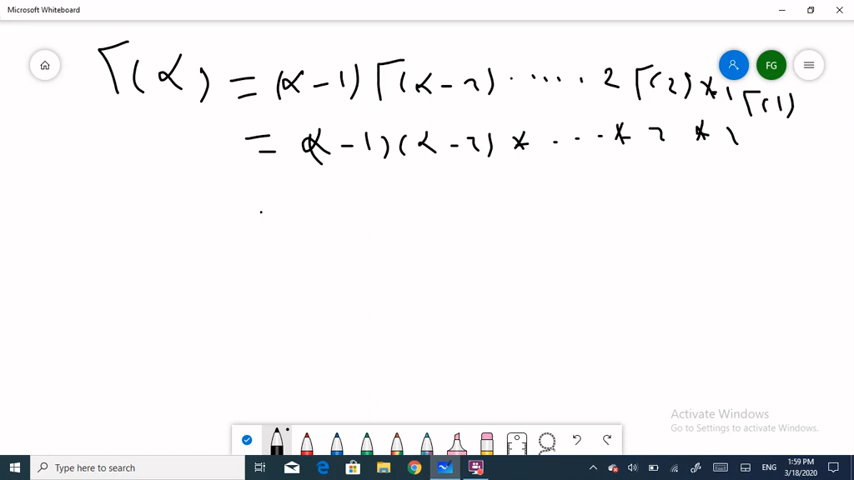 Microsoft Whiteboard
FG
Γ(α) = (α-1) Γ(α-2) ..... 2 Γ(2) * 1 Γ(1)
= (α-1)(α-2) * ... * 2 * 1
Activate Windows
Go to Settings to activate Windows.
Type here to search
ENG
1:59 PM
3/18/2020